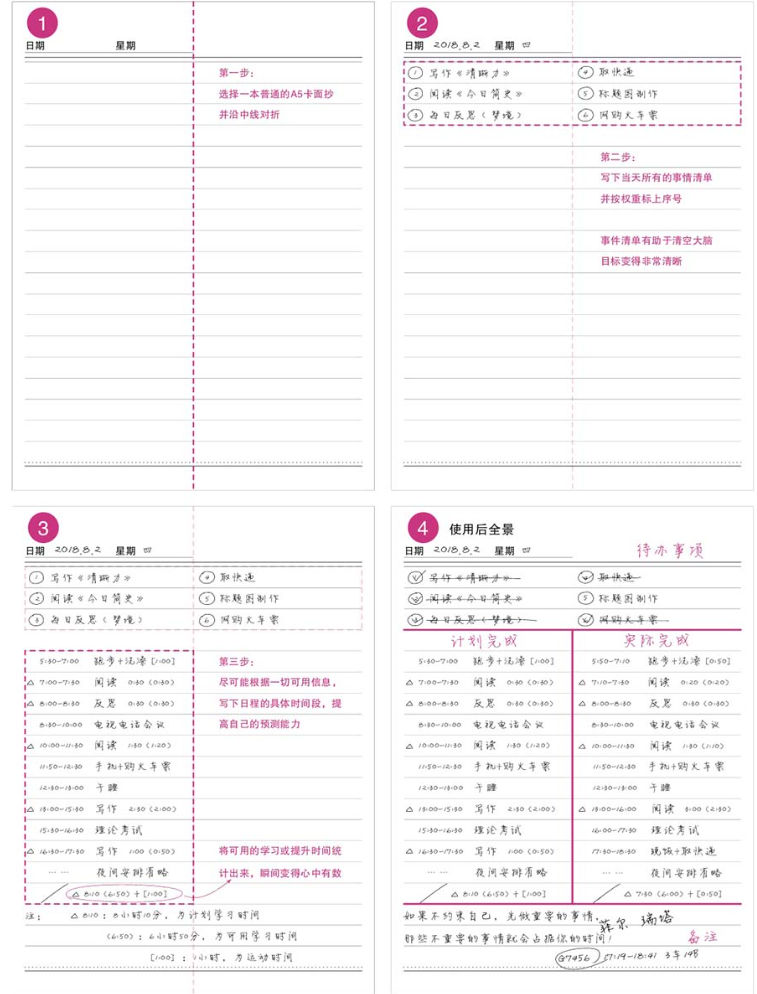 1
日期 星期
第一步：
选择一本普通的A5卡面抄
并沿中线对折
2
日期 2018.8.2 星期 四
① 写作《清晰力》 ④ 取快递
② 阅读《今日简史》 ⑤ 标题图制作
③ 每日反思（梦境） ⑥ 网购火车票
第二步：
写下当天所有的事情清单
并按权重标上序号
事件清单有助于清空大脑
目标变得非常清晰
3
日期 2018.8.2 星期 四
① 写作《清晰力》 ④ 取快递
② 阅读《今日简史》 ⑤ 标题图制作
③ 每日反思（梦境） ⑥ 网购火车票
5:30-7:00 跑步+洗漱 [1:00]
△ 7:00-7:30 阅读 0:30 (0:30)
△ 8:00-8:30 反思 0:30 (0:30)
8:30-10:00 电视电话会议
△ 10:00-11:30 阅读 1:30 (1:20)
11:50-12:30 手机+购火车票
12:30-13:00 午睡
△ 13:00-15:30 写作 2:30 (2:00)
15:30-16:30 理论考试
△ 16:30-17:30 写作 1:00 (0:50)
…… 夜间安排省略
△ 8:10 (6:50) + [1:00]
第三步：
尽可能根据一切可用信息，
写下日程的具体时间段，提
高自己的预测能力
将可用的学习或提升时间统
计出来，瞬间变得心中有数
注： △ 8:10：8小时10分，为计划学习时间
(6:50)：6小时50分，为可用学习时间
[1:00]：1小时，为运动时间
4 使用后全景
日期 2018.8.2 星期 四 待办事项
① 写作《清晰力》 ④ 取快递
② 阅读《今日简史》 ⑤ 标题图制作
③ 每日反思（梦境） ⑥ 网购火车票
计划完成
5:30-7:00 跑步+洗漱 [1:00]
△ 7:00-7:30 阅读 0:30 (0:30)
△ 8:00-8:30 反思 0:30 (0:30)
8:30-10:00 电视电话会议
△ 10:00-11:30 阅读 1:30 (1:20)
11:50-12:30 手机+购火车票
12:30-13:00 午睡
△ 13:00-15:30 写作 2:30 (2:00)
15:30-16:30 理论考试
△ 16:30-17:30 写作 1:00 (0:50)
…… 夜间安排省略
△ 8:10 (6:50) + [1:00]
实际完成
5:50-7:10 跑步+洗漱 [0:50]
△ 7:10-7:30 阅读 0:20 (0:20)
△ 8:00-8:30 反思 0:30 (0:30)
8:30-10:00 电视电话会议
△ 10:00-11:30 阅读 1:30 (1:10)
11:50-12:30 手机+购火车票
12:30-13:00 午睡
△ 13:00-16:00 阅读 3:00 (2:30)
16:00-17:30 理论考试
17:30-18:30 晚饭+取快递
…… 夜间安排省略
△ 7:30 (6:00) + [0:50]
如果不约束自己，先做重要的事情，
那些不重要的事情就会占据你的时间！
菲尔 瑞塔
备注
G7456 17:19-18:41 3车14B